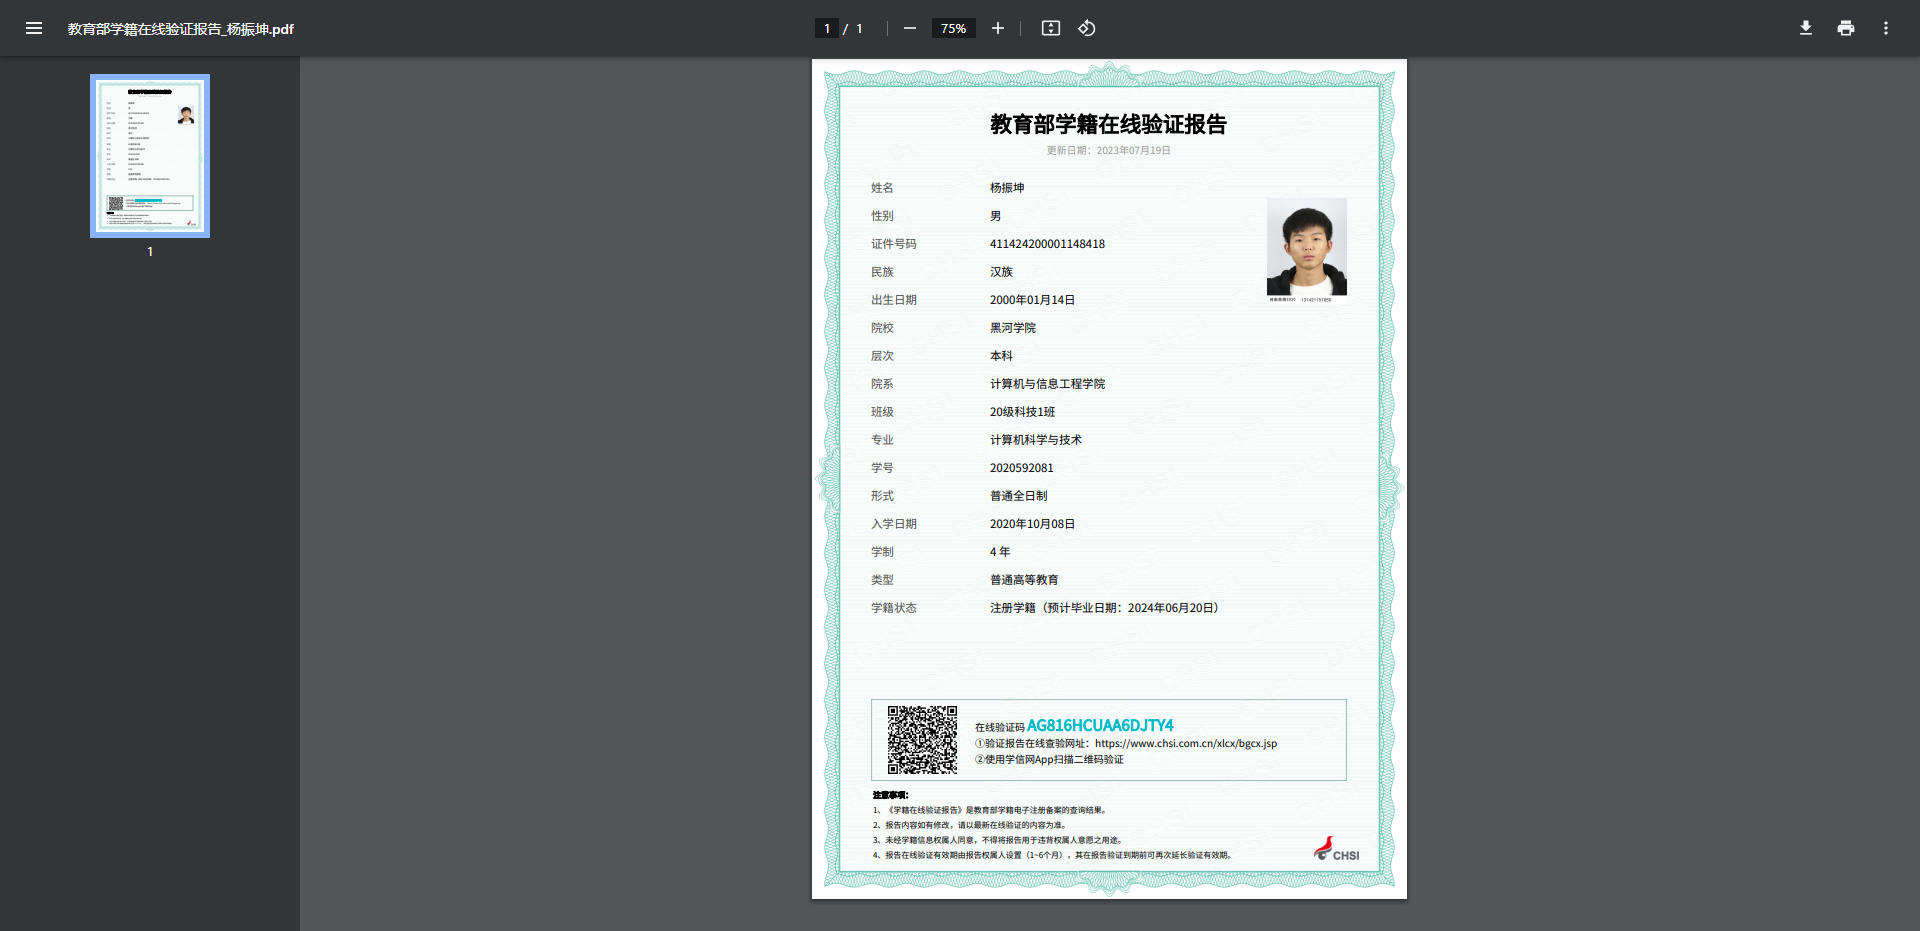 教育部学籍在线验证报告_杨振坤.pdf
1 / 1
75%
1
教育部学籍在线验证报告
更新日期：2023年07月19日
姓名 杨振坤
性别 男
证件号码 411424200001148418
民族 汉族
出生日期 2000年01月14日
院校 黑河学院
层次 本科
院系 计算机与信息工程学院
班级 20级科技1班
专业 计算机科学与技术
学号 2020592081
形式 普通全日制
入学日期 2020年10月08日
学制 4 年
类型 普通高等教育
学籍状态 注册学籍（预计毕业日期：2024年06月20日）
在线验证码 AG816HCUAA6DJTY4
①验证报告在线查验网址：https://www.chsi.com.cn/xlcx/bgcx.jsp
②使用学信网App扫描二维码验证
注意事项：
1、《学籍在线验证报告》是教育部学籍电子注册备案的查询结果。
2、报告内容如有修改，请以最新在线验证的内容为准。
3、未经学籍信息权属人同意，不得将报告用于违背权属人意愿之用途。
4、报告在线验证有效期由报告权属人设置（1~6个月），其在报告验证到期前可再次延长验证有效期。
CHSI